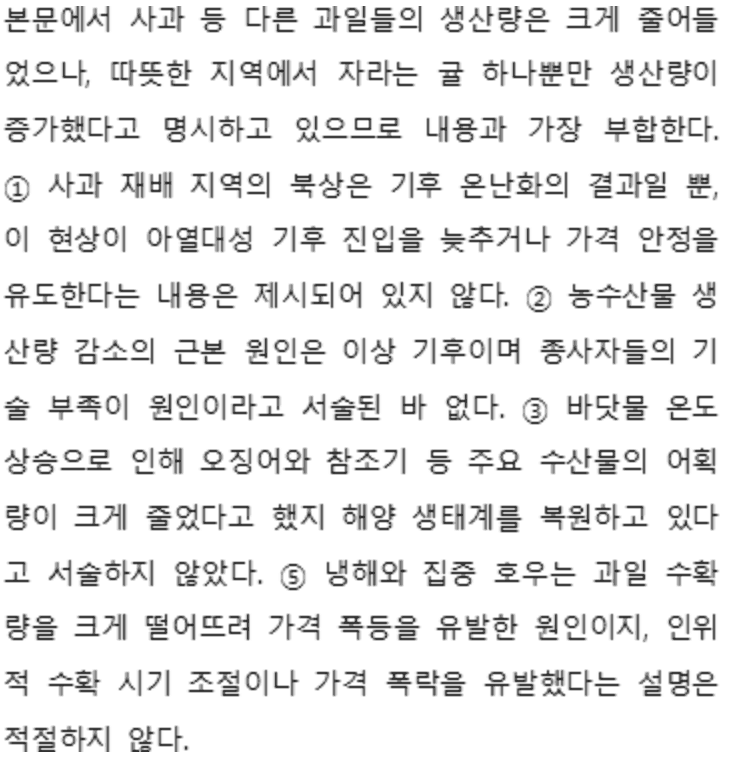 본문에서 사과 등 다른 과일들의 생산량은 크게 줄어들
었으나, 따뜻한 지역에서 자라는 귤 하나뿐만 생산량이
증가했다고 명시하고 있으므로 내용과 가장 부합한다.
① 사과 재배 지역의 북상은 기후 온난화의 결과일 뿐,
이 현상이 아열대성 기후 진입을 늦추거나 가격 안정을
유도한다는 내용은 제시되어 있지 않다. ② 농수산물 생
산량 감소의 근본 원인은 이상 기후이며 종사자들의 기
술 부족이 원인이라고 서술된 바 없다. ③ 바닷물 온도
상승으로 인해 오징어와 참조기 등 주요 수산물의 어획
량이 크게 줄었다고 했지 해양 생태계를 복원하고 있다
고 서술하지 않았다. ⑤ 냉해와 집중 호우는 과일 수확
량을 크게 떨어뜨려 가격 폭등을 유발한 원인이지, 인위
적 수확 시기 조절이나 가격 폭락을 유발했다는 설명은
적절하지 않다.